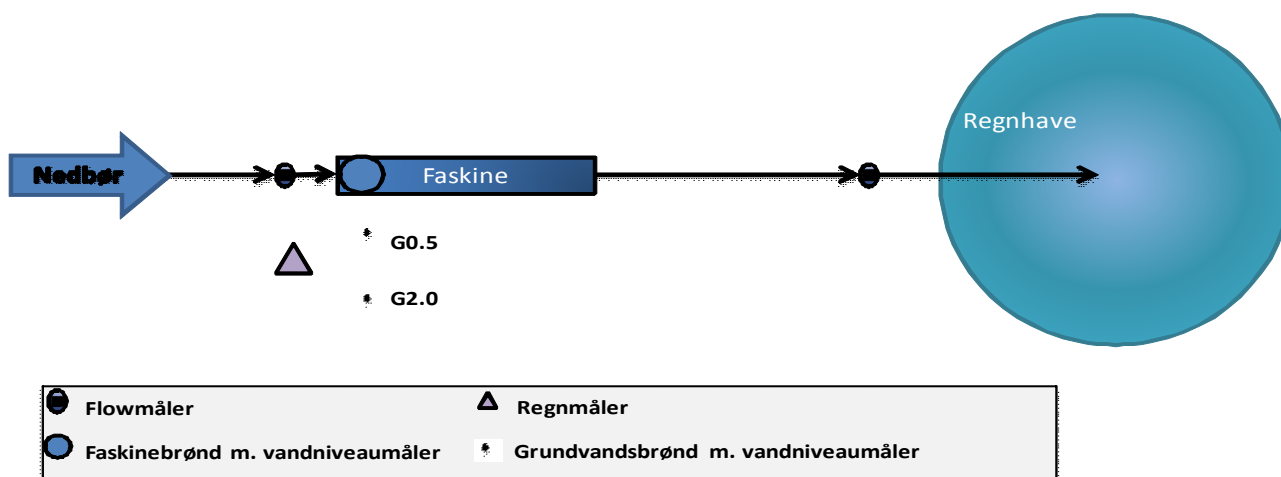 Regnhave
Nedbør
Faskine
G0.5
G2.0
Flowmåler
Regnmåler
Faskinebrønd m. vandniveaumåler
Grundvandsbrønd m. vandniveaumåler